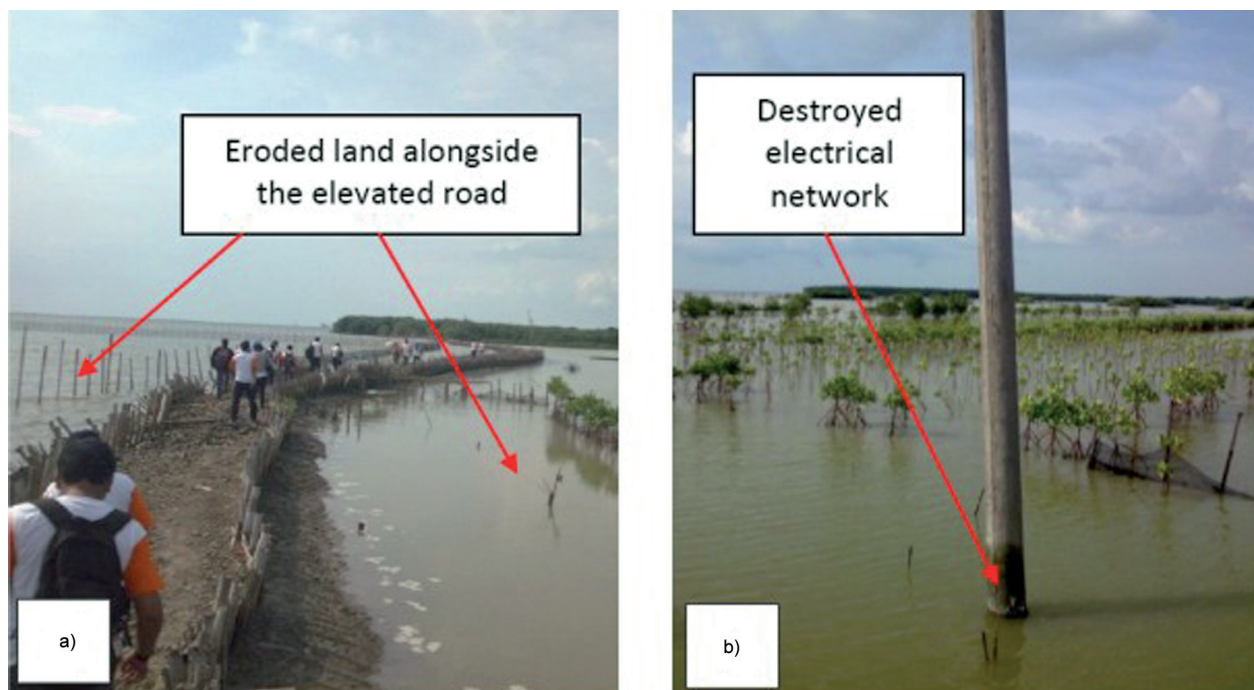 Eroded land alongside
the elevated road
a)
Destroyed
electrical
network
b)